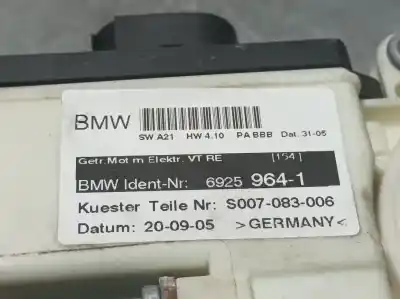 BMW
SW A21 HW 4.10 PA BBB Dat. 31-05
Getr.Mot m Elektr. VT RE [154]
BMW Ident-Nr: 6925 964-1
Kuester Teile Nr: S007-083-006
Datum: 20-09-05 >GERMANY<